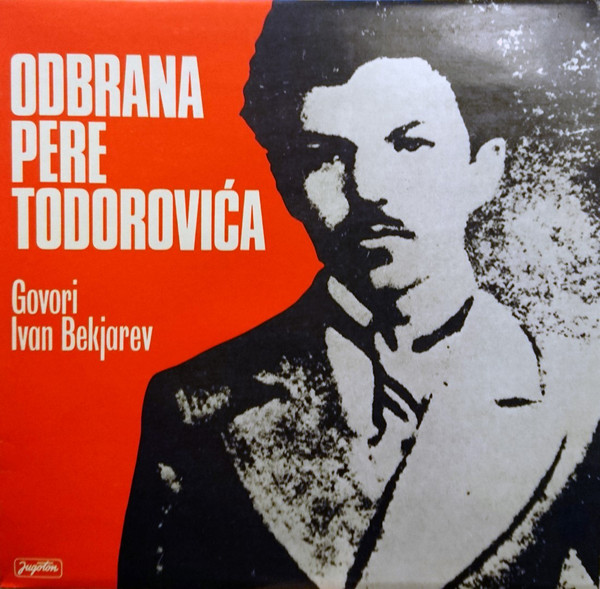 ODBRANA
PERE
TODOROVIĆA
Govori
Ivan Bekjarev
Jugoton